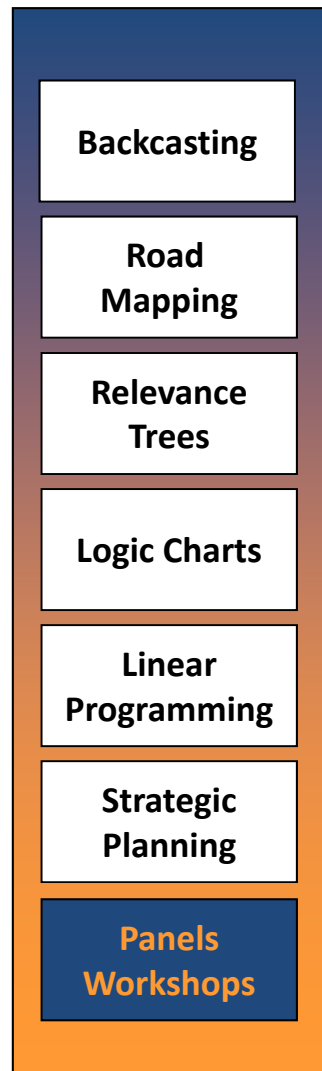 Backcasting
Road
Mapping
Relevance
Trees
Logic Charts
Linear
Programming
Strategic
Planning
Panels
Workshops